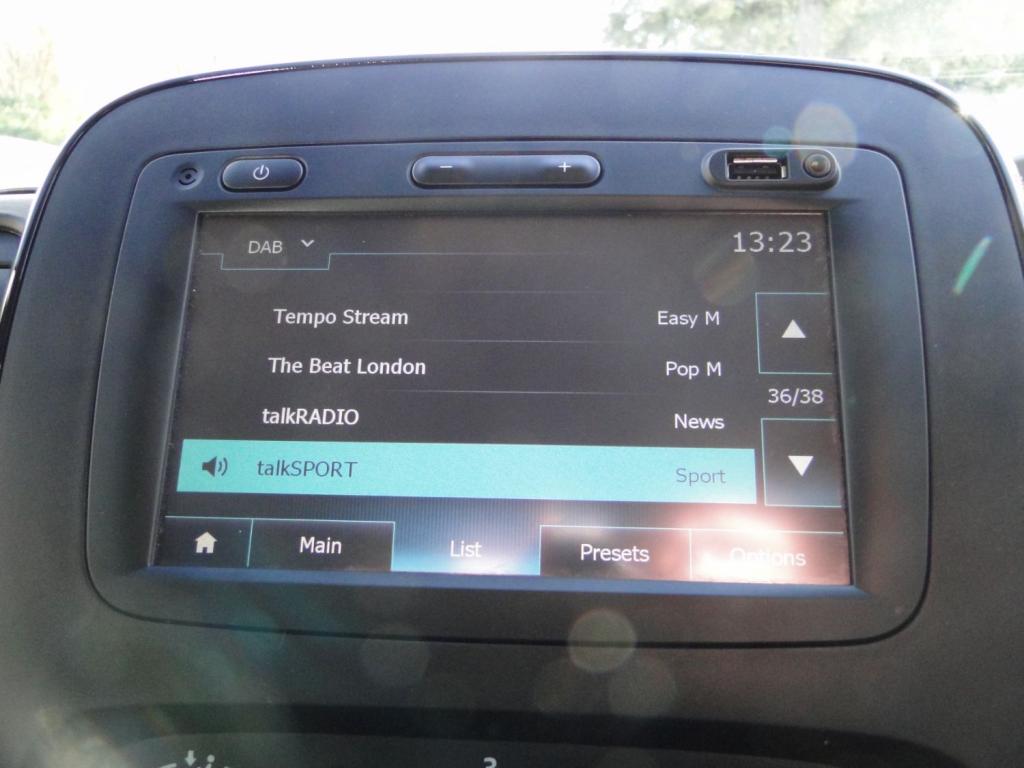 DAB 13:23
Tempo Stream Easy M
The Beat London Pop M
36/38
talkRADIO News
talkSPORT Sport
Main List Presets Options
3